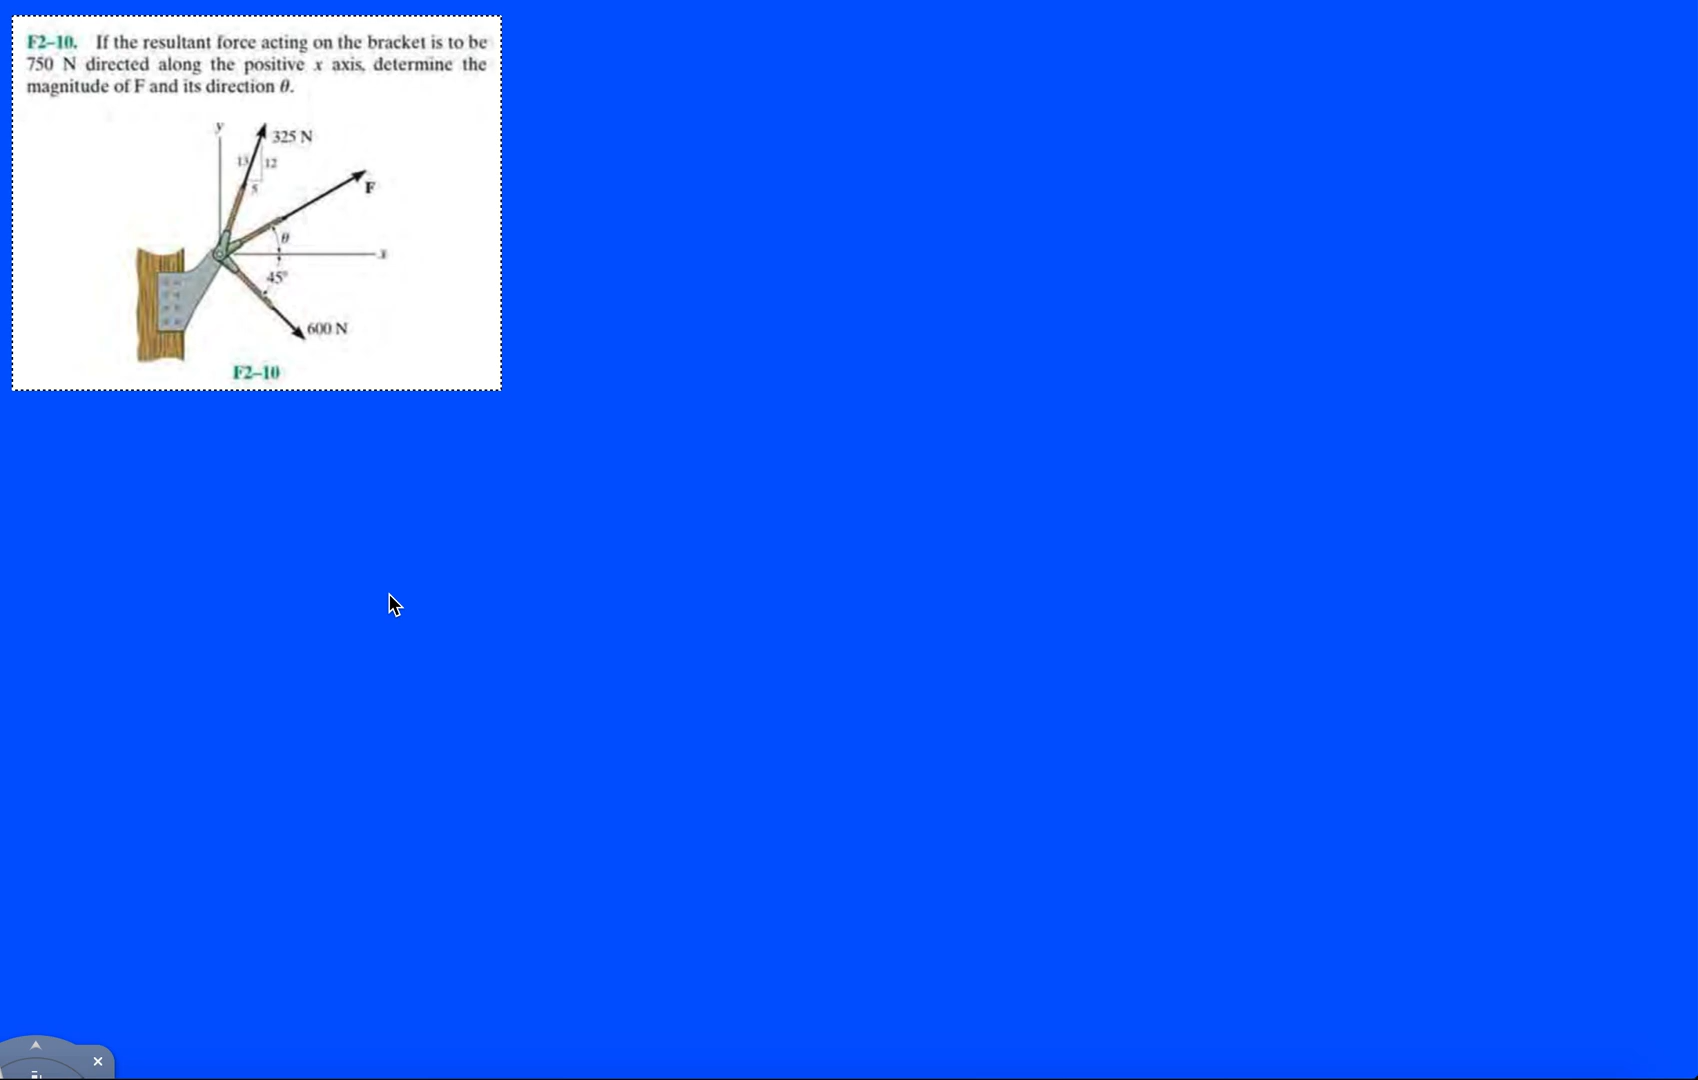 F2–10. If the resultant force acting on the bracket is to be
750 N directed along the positive x axis, determine the
magnitude of F and its direction θ.
y
325 N
13
12
5
F
θ
x
45°
600 N
F2–10